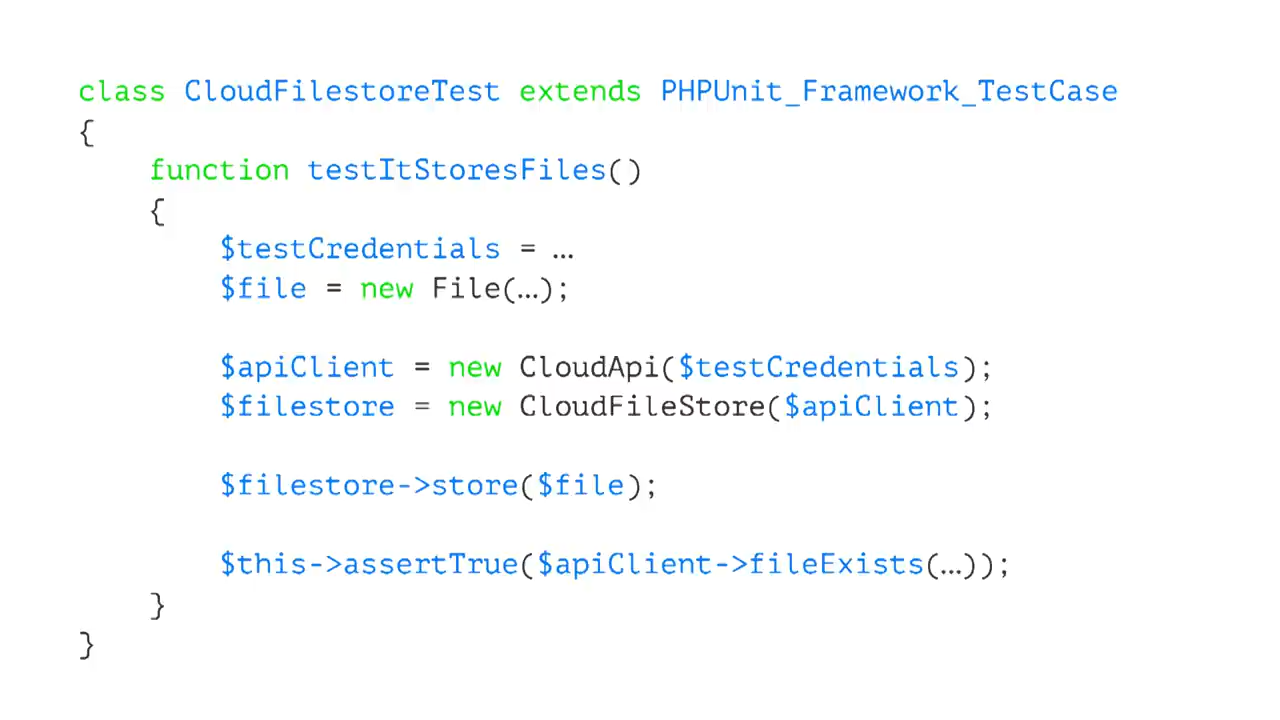 class CloudFilestoreTest extends PHPUnit_Framework_TestCase
{
    function testItStoresFiles()
    {
        $testCredentials = …
        $file = new File(…);

        $apiClient = new CloudApi($testCredentials);
        $filestore = new CloudFileStore($apiClient);

        $filestore->store($file);

        $this->assertTrue($apiClient->fileExists(…));
    }
}